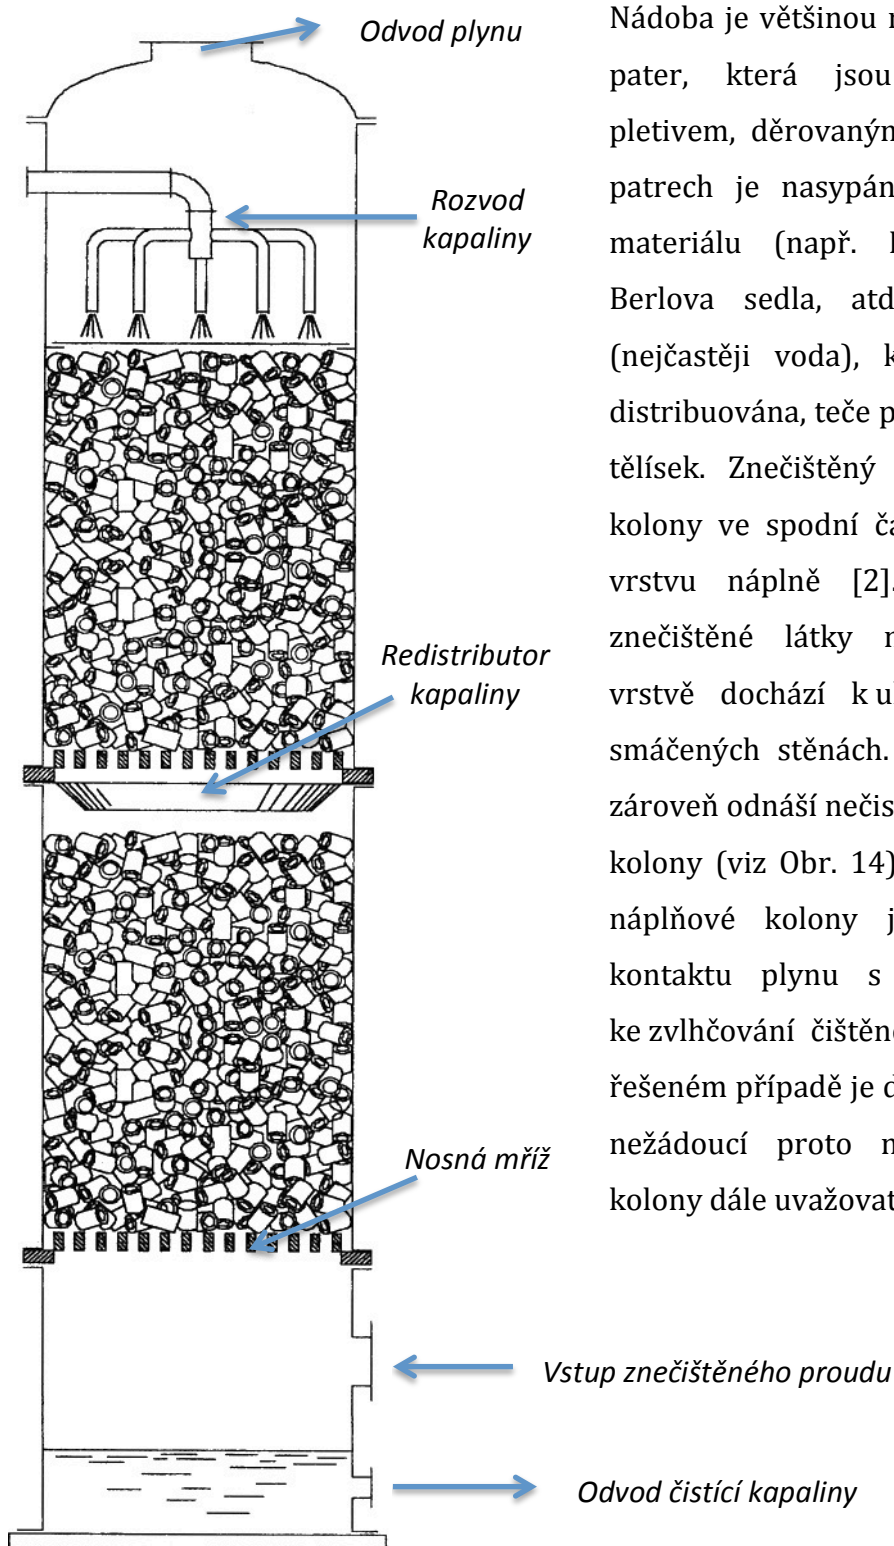 Odvod plynu
Rozvod
kapaliny
Redistributor
kapaliny
Nosná mříž
Vstup znečištěného proudu
Odvod čistící kapaliny
Nádoba je většinou
pater, která jsou
pletivem, děrovaným
patrech je nasypán
materiálu (např.
Berlova sedla, atd
(nejčastěji voda),
distribuována, teče
tělísek. Znečištěný
kolony ve spodní
vrstvu náplně [2].
znečištěné látky
vrstvě dochází k
smáčených stěnách.
zároveň odnáší
kolony (viz Obr. 14)
náplňové kolony
kontaktu plynu s
ke zvlhčování
řešeném případě je
nežádoucí proto
kolony dále uvažovat